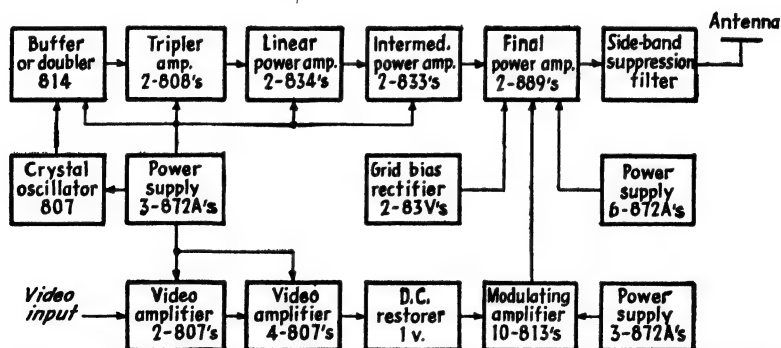 Antenna
Buffer
or doubler
814
Tripler
amp.
2-808's
Linear
power amp.
2-834's
Intermed.
power amp.
2-833's
Final
power amp.
2-889's
Side-band
suppression
filter
Crystal
oscillator
807
Power
supply
3-872A's
Grid bias
rectifier
2-83V's
Power
supply
6-872A's
Video
input
Video
amplifier
2-807's
Video
amplifier
4-807's
D.C.
restorer
1 v.
Modulating
amplifier
10-813's
Power
supply
3-872A's